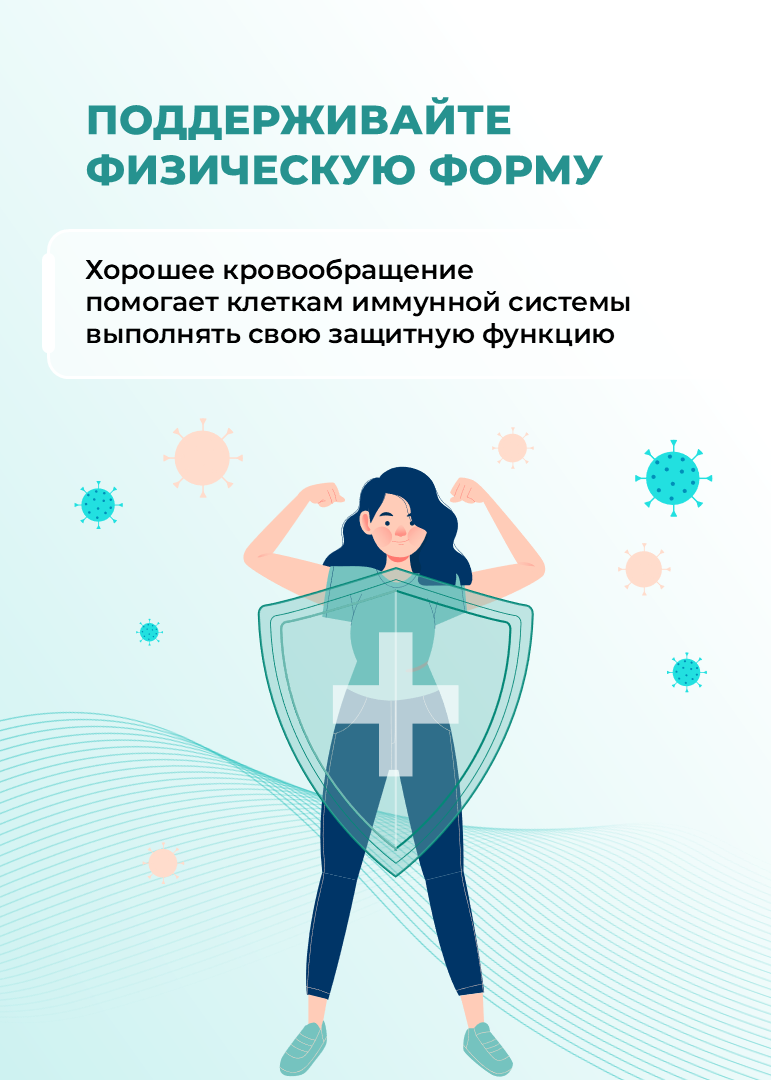 ПОДДЕРЖИВАЙТЕ
ФИЗИЧЕСКУЮ ФОРМУ
Хорошее кровообращение
помогает клеткам иммунной системы
выполнять свою защитную функцию